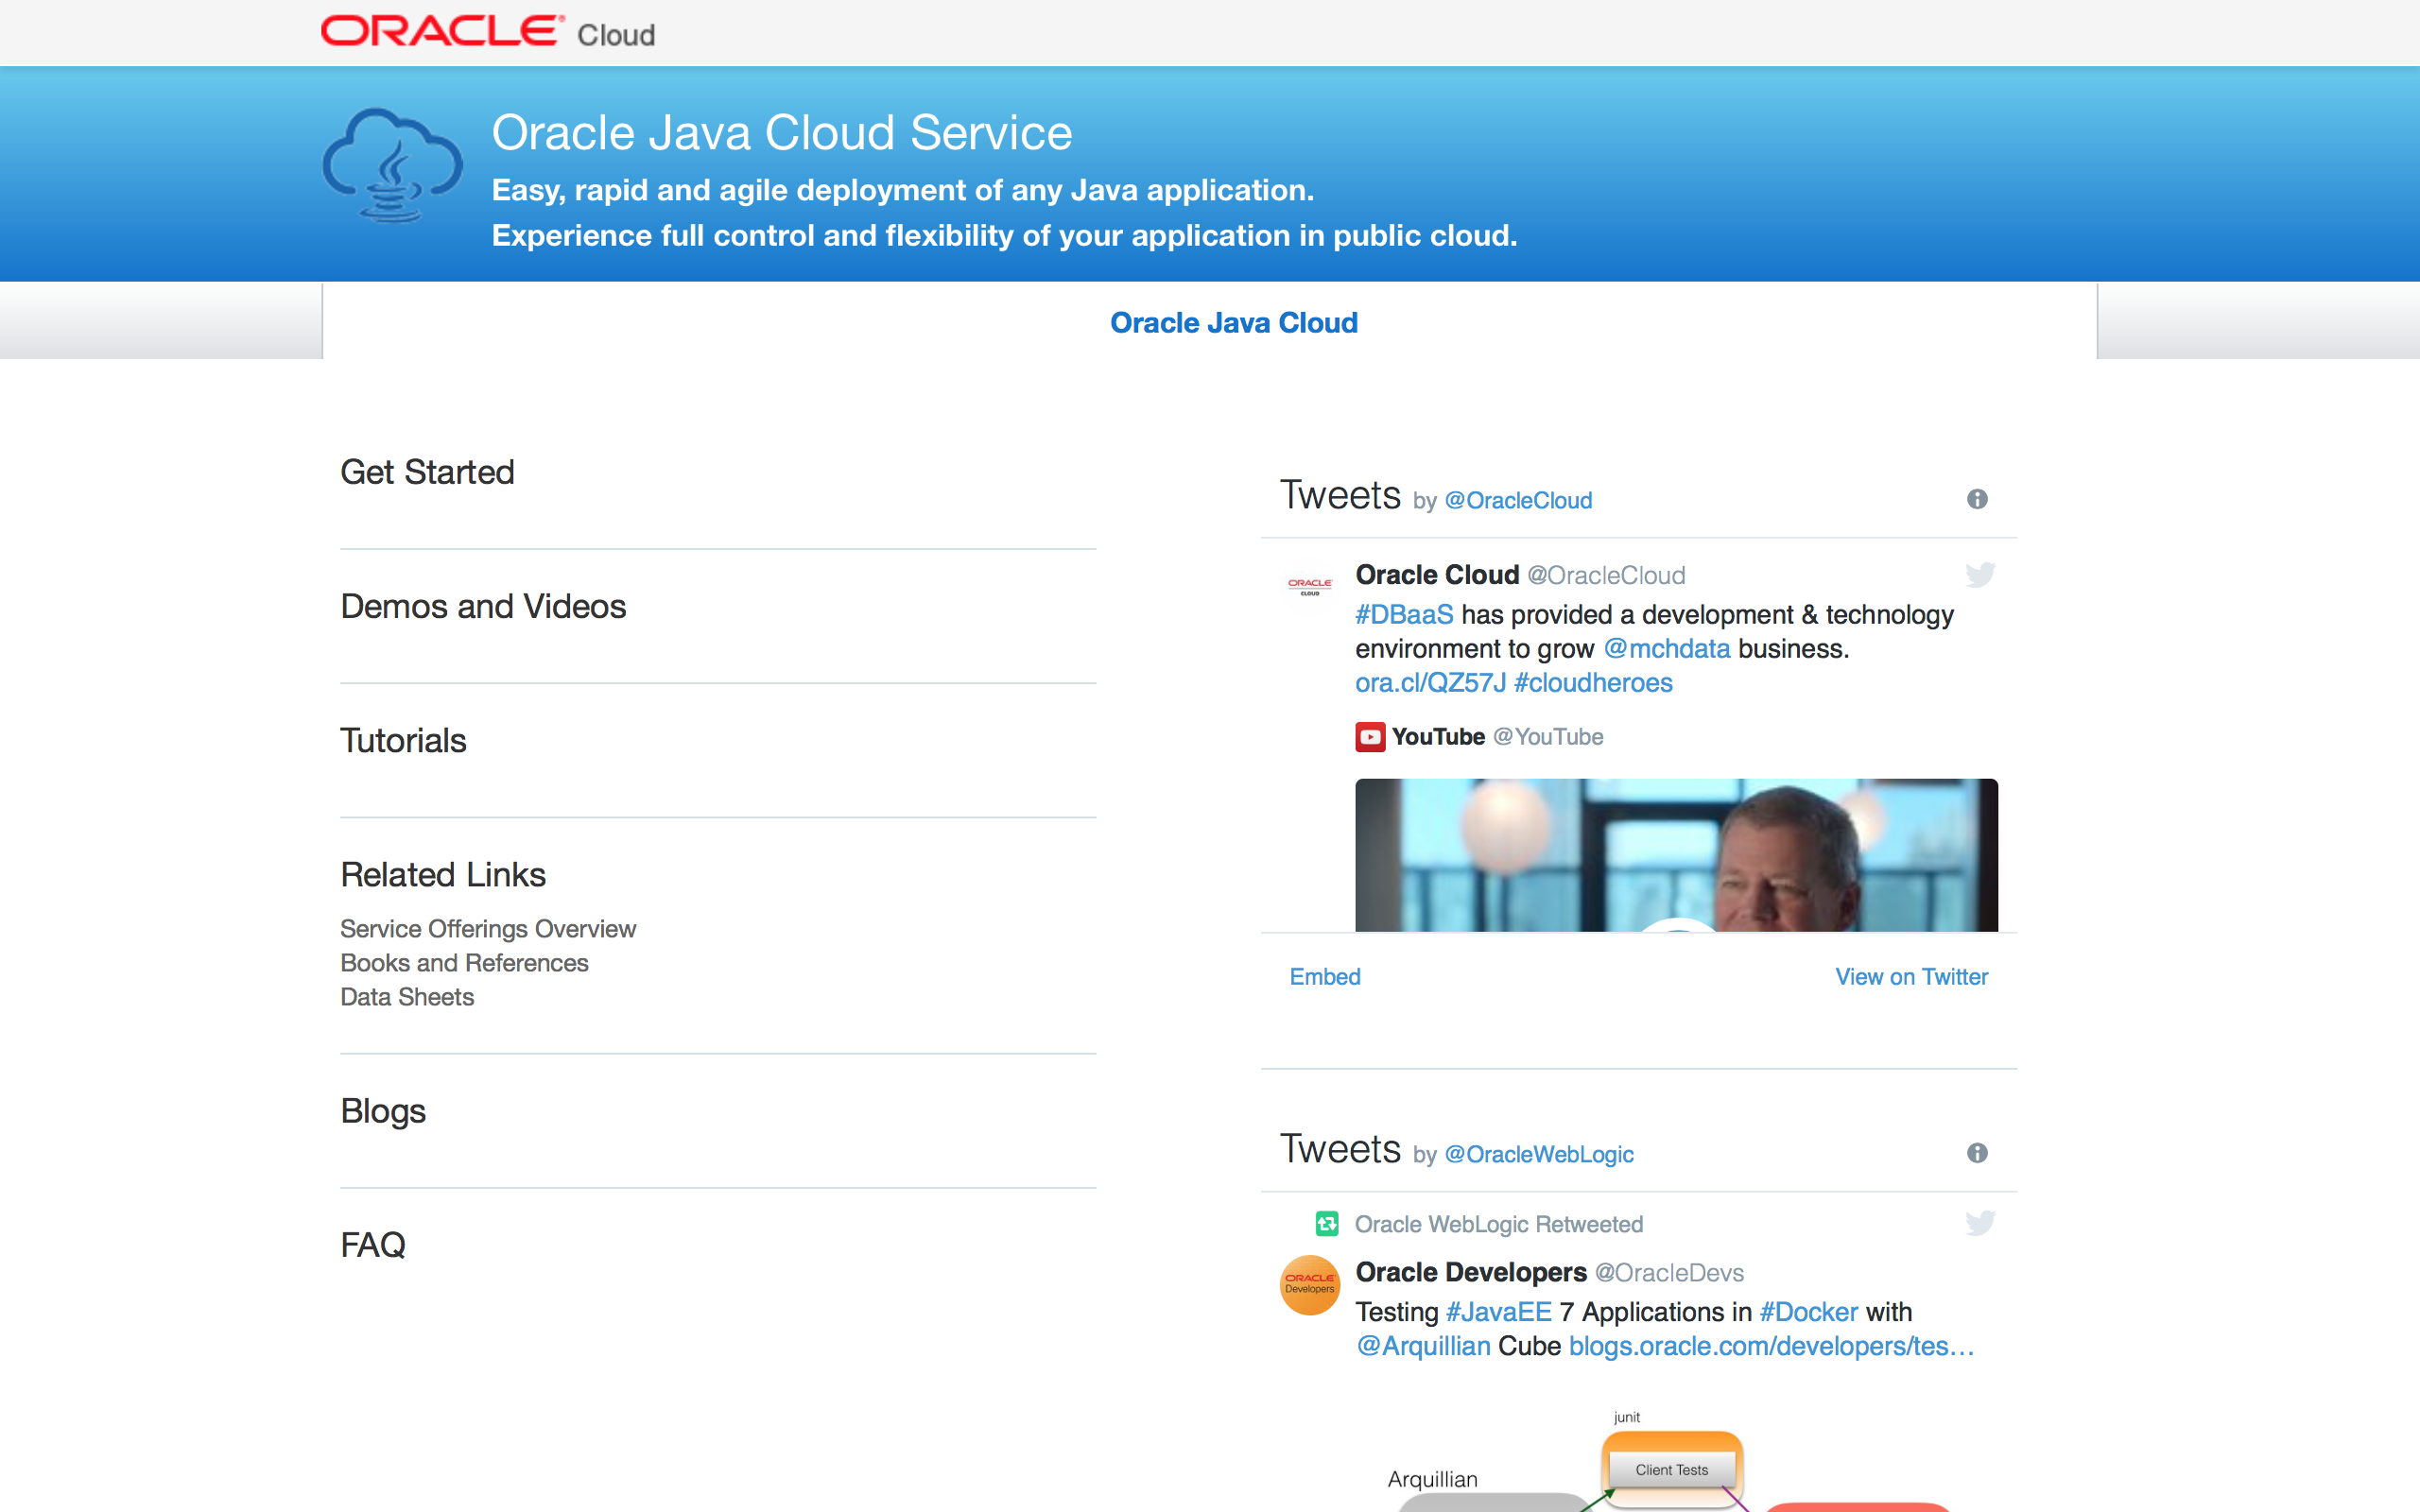 ORACLE® Cloud
Oracle Java Cloud Service
Easy, rapid and agile deployment of any Java application.
Experience full control and flexibility of your application in public cloud.
Oracle Java Cloud
Get Started
Demos and Videos
Tutorials
Related Links
Service Offerings Overview
Books and References
Data Sheets
Blogs
FAQ
Tweets by @OracleCloud
ORACLE
CLOUD
Oracle Cloud @OracleCloud
#DBaaS has provided a development & technology
environment to grow @mchdata business.
ora.cl/QZ57J #cloudheroes
YouTube @YouTube
Embed
View on Twitter
Tweets by @OracleWebLogic
Oracle WebLogic Retweeted
ORACLE
Developers
Oracle Developers @OracleDevs
Testing #JavaEE 7 Applications in #Docker with
@Arquillian Cube blogs.oracle.com/developers/tes…
junit
Client Tests
Arquillian